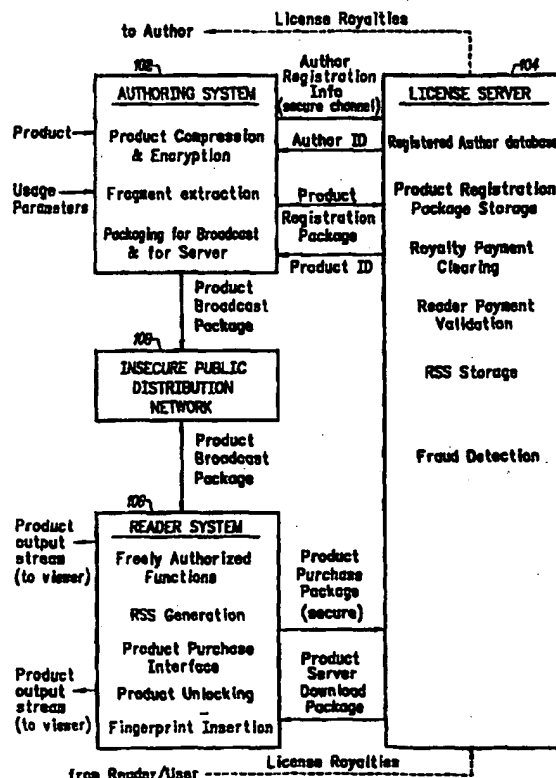 License Royalties
to Author
Author
Registration
Info
(secure channel)
102
AUTHORING SYSTEM
Product
Product Compression
& Encryption
Usage
Parameters
Fragment extraction
Packaging for Broadcast
& for Server
Author ID
Product
Registration
Package
Product ID
104
LICENSE SERVER
Registered Author database
Product Registration
Package Storage
Royalty Payment
Clearing
Reader Payment
Validation
RSS Storage
Fraud Detection
Product
Broadcast
Package
108
INSECURE PUBLIC
DISTRIBUTION
NETWORK
Product
Broadcast
Package
106
READER SYSTEM
Product
output
stream
(to viewer)
Freely Authorized
Functions
RSS Generation
Product Purchase
Interface
Product
output
stream
(to viewer)
Product Unlocking
Fingerprint Insertion
Product
Purchase
Package
(secure)
Product
Server
Download
Package
License Royalties
from Reader/User